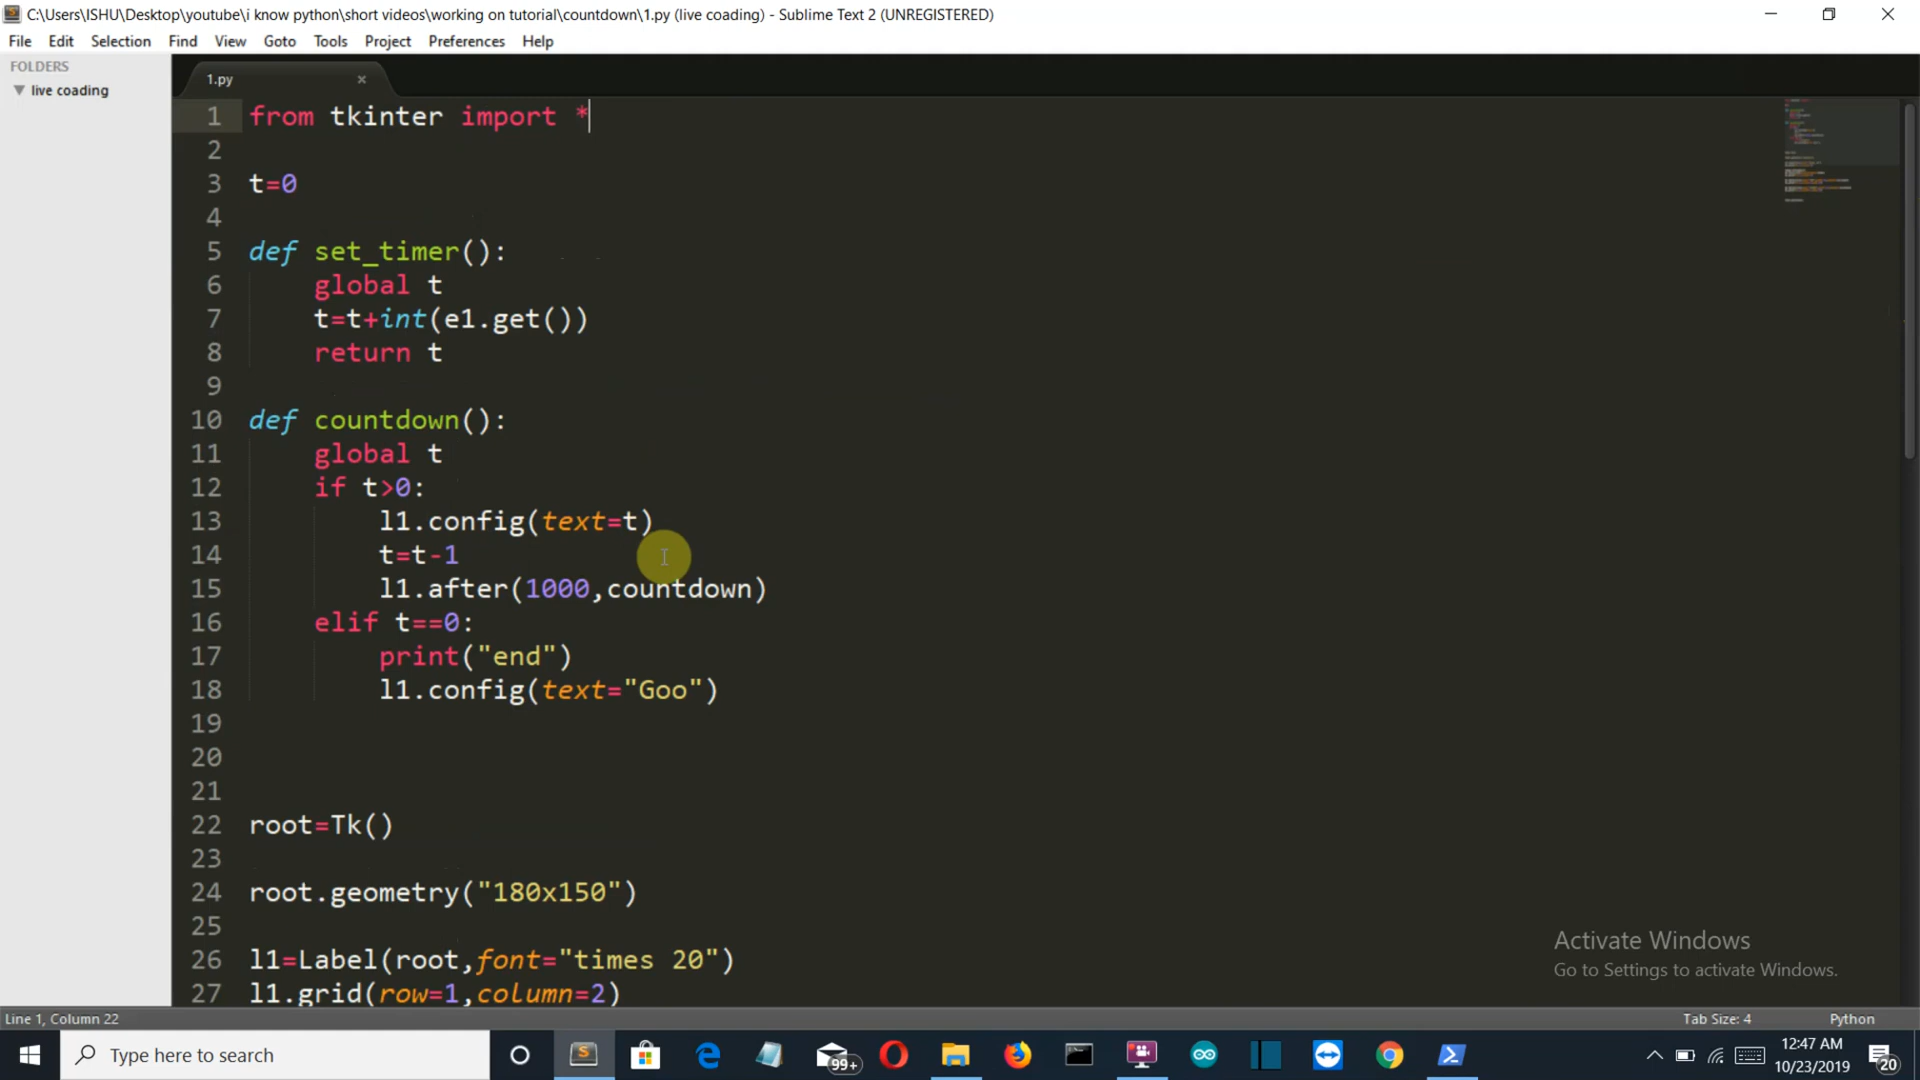 C:\Users\ISHU\Desktop\youtube\i know python\short videos\working on tutorial\countdown\1.py (live coading) - Sublime Text 2 (UNREGISTERED)
File Edit Selection Find View Goto Tools Project Preferences Help
FOLDERS
live coading
1.py
1 from tkinter import *
2
3 t=0
4
5 def set_timer():
6     global t
7     t=t+int(e1.get())
8     return t
9
10 def countdown():
11     global t
12     if t>0:
13         l1.config(text=t)
14         t=t-1
15         l1.after(1000,countdown)
16     elif t==0:
17         print("end")
18         l1.config(text="Goo")
19
20
21
22 root=Tk()
23
24 root.geometry("180x150")
25
26 l1=Label(root,font="times 20")
27 l1.grid(row=1,column=2)
Activate Windows
Go to Settings to activate Windows.
Line 1, Column 22
Tab Size: 4 Python
Type here to search
99+
12:47 AM
10/23/2019
20